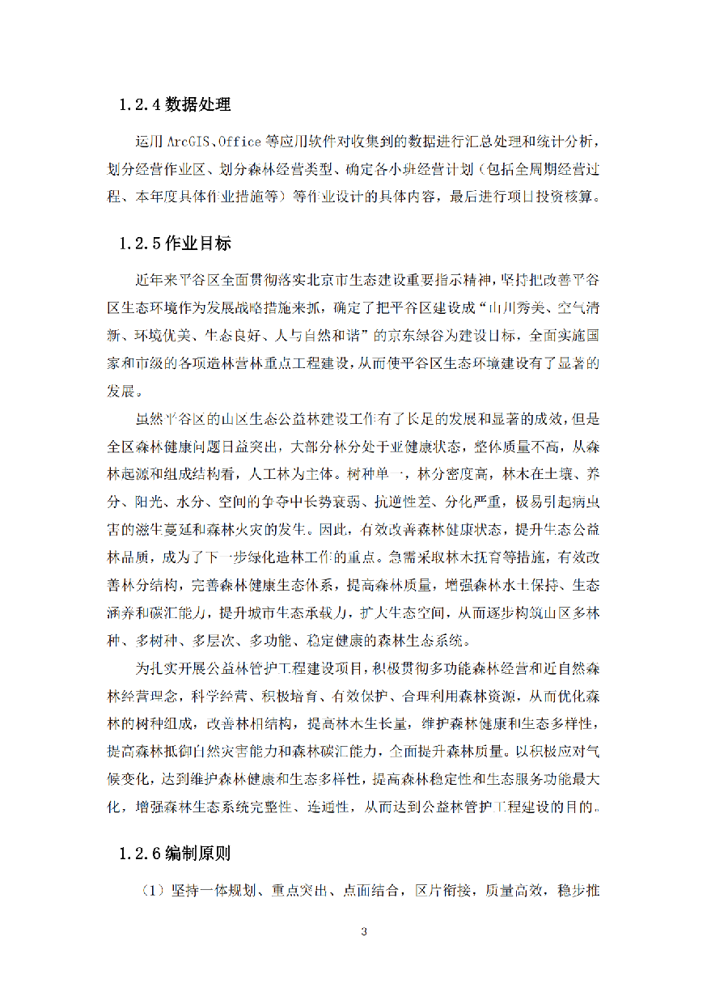 1.2.4 数据处理
运用 ArcGIS、Office 等应用软件对收集到的数据进行汇总处理和统计分析，
划分经营作业区、划分森林经营类型、确定各小班经营计划（包括全周期经营过
程、本年度具体作业措施等）等作业设计的具体内容，最后进行项目投资核算。
1.2.5 作业目标
近年来平谷区全面贯彻落实北京市生态建设重要指示精神，坚持把改善平谷
区生态环境作为发展战略措施来抓，确定了把平谷区建设成“山川秀美、空气清
新、环境优美、生态良好、人与自然和谐”的京东绿谷为建设目标，全面实施国
家和市级的各项造林营林重点工程建设，从而使平谷区生态环境建设有了显著的
发展。
虽然平谷区的山区生态公益林建设工作有了长足的发展和显著的成效，但是
全区森林健康问题日益突出，大部分林分处于亚健康状态，整体质量不高，从森
林起源和组成结构看，人工林为主体。树种单一，林分密度高，林木在土壤、养
分、阳光、水分、空间的争夺中长势衰弱、抗逆性差、分化严重，极易引起病虫
害的滋生蔓延和森林火灾的发生。因此，有效改善森林健康状态，提升生态公益
林品质，成为了下一步绿化造林工作的重点。急需采取林木抚育等措施，有效改
善林分结构，完善森林健康生态体系，提高森林质量，增强森林水土保持、生态
涵养和碳汇能力，提升城市生态承载力，扩大生态空间，从而逐步构筑山区多林
种、多树种、多层次、多功能、稳定健康的森林生态系统。
为扎实开展公益林管护工程建设项目，积极贯彻多功能森林经营和近自然森
林经营理念，科学经营、积极培育、有效保护、合理利用森林资源，从而优化森
林的树种组成，改善林相结构，提高林木生长量，维护森林健康和生态多样性，
提高森林抵御自然灾害能力和森林碳汇能力，全面提升森林质量。以积极应对气
候变化，达到维护森林健康和生态多样性，提高森林稳定性和生态服务功能最大
化，增强森林生态系统完整性、连通性，从而达到公益林管护工程建设的目的。
1.2.6 编制原则
（1）坚持一体规划、重点突出、点面结合，区片衔接，质量高效，稳步推
3